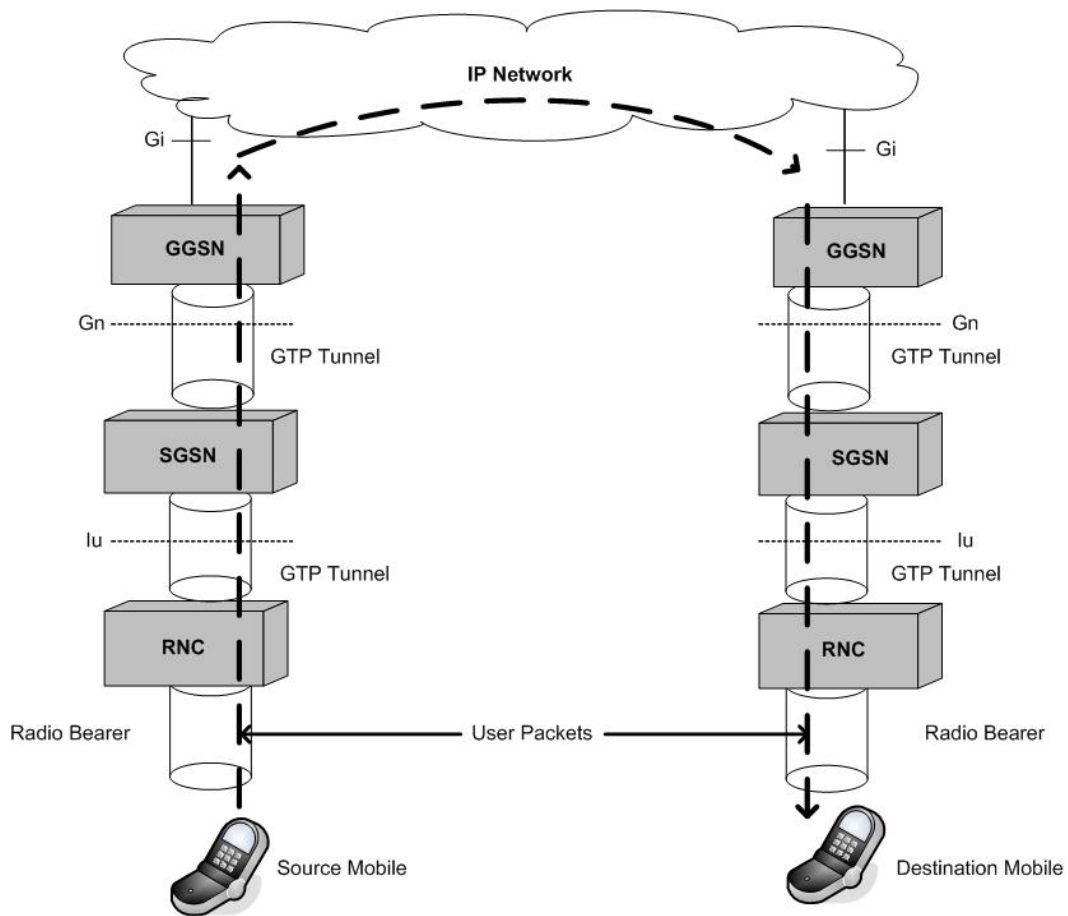 IP Network
Gi
Gi
GGSN
GGSN
Gn
Gn
GTP Tunnel
GTP Tunnel
SGSN
SGSN
Iu
Iu
GTP Tunnel
GTP Tunnel
RNC
RNC
Radio Bearer
User Packets
Radio Bearer
Source Mobile
Destination Mobile